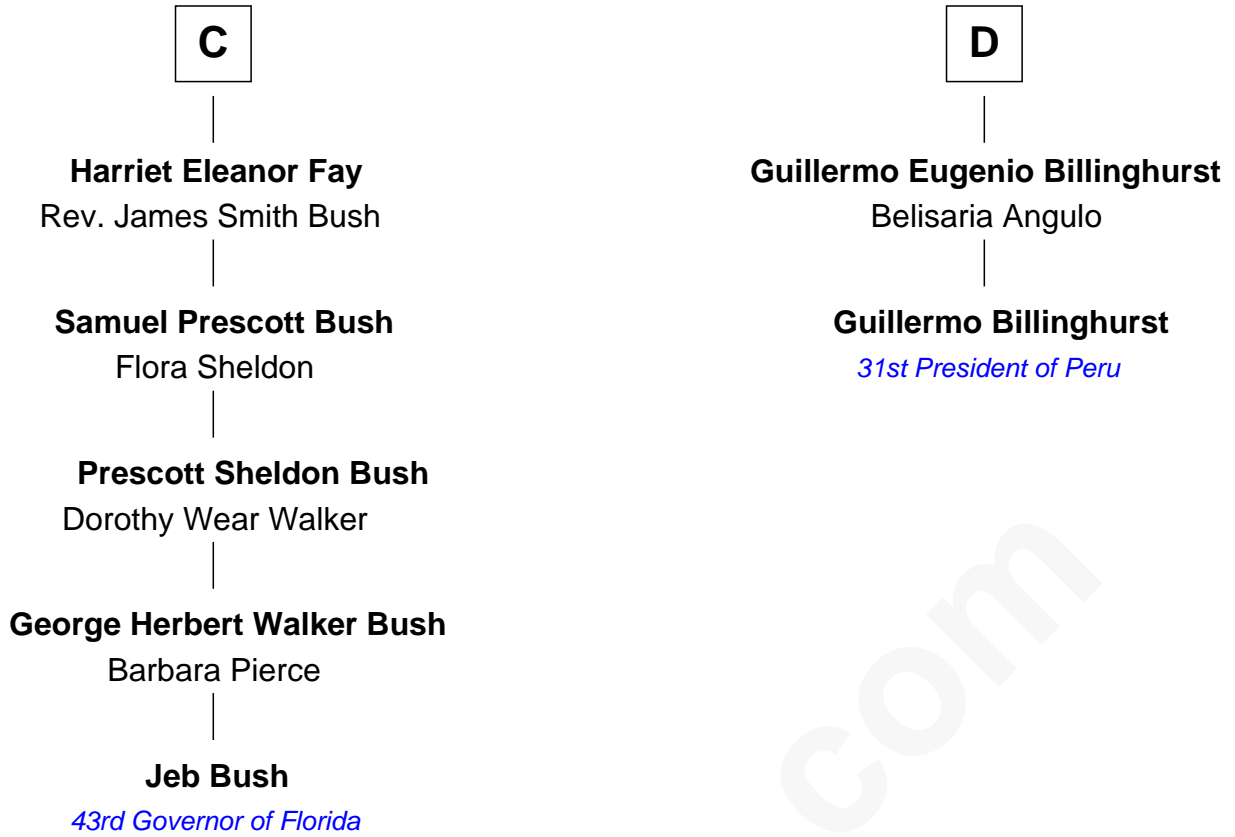 C
Harriet Eleanor Fay
Rev. James Smith Bush
Samuel Prescott Bush
Flora Sheldon
Prescott Sheldon Bush
Dorothy Wear Walker
George Herbert Walker Bush
Barbara Pierce
Jeb Bush
43rd Governor of Florida
D
Guillermo Eugenio Billinghurst
Belisaria Angulo
Guillermo Billinghurst
31st President of Peru
com